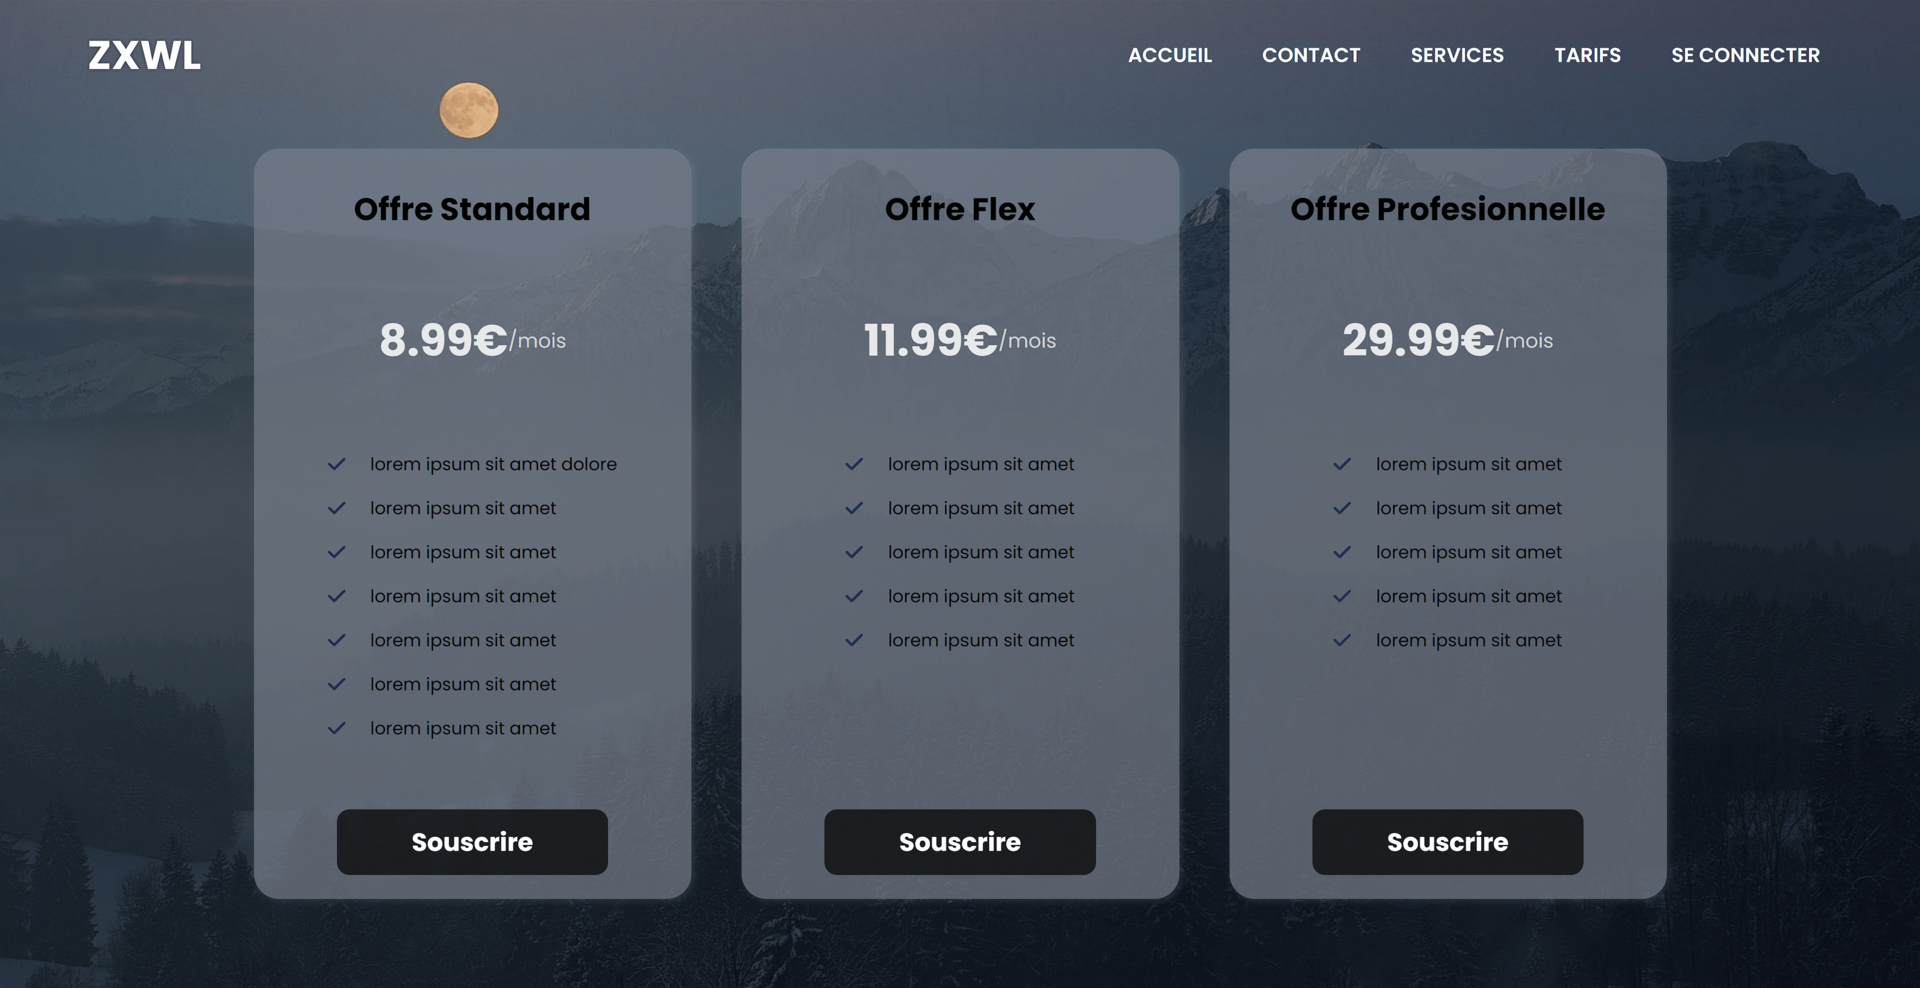 ZXWL
ACCUEIL CONTACT SERVICES TARIFS SE CONNECTER
Offre Standard
8.99€/mois
lorem ipsum sit amet dolore
lorem ipsum sit amet
lorem ipsum sit amet
lorem ipsum sit amet
lorem ipsum sit amet
lorem ipsum sit amet
lorem ipsum sit amet
Souscrire
Offre Flex
11.99€/mois
lorem ipsum sit amet
lorem ipsum sit amet
lorem ipsum sit amet
lorem ipsum sit amet
lorem ipsum sit amet
Souscrire
Offre Profesionnelle
29.99€/mois
lorem ipsum sit amet
lorem ipsum sit amet
lorem ipsum sit amet
lorem ipsum sit amet
lorem ipsum sit amet
Souscrire